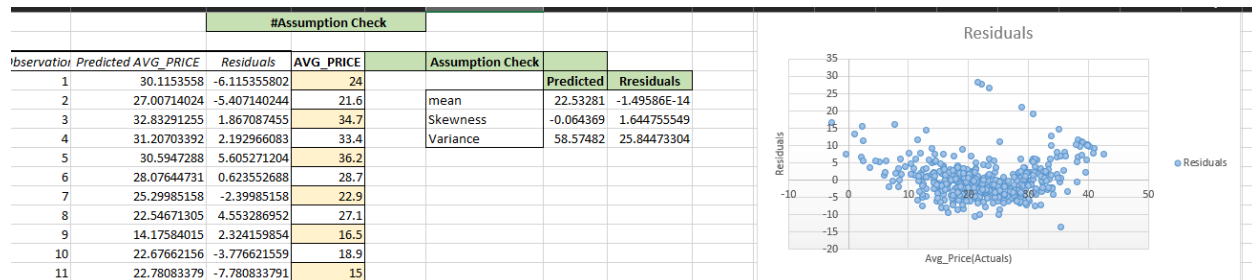 #Assumption Check
Observation Predicted AVG_PRICE Residuals AVG_PRICE Assumption Check
1 30.1153558 -6.115355802 24 Predicted Rresiduals
2 27.00714024 -5.407140244 21.6 mean 22.53281 -1.49586E-14
3 32.83291255 1.867087455 34.7 Skewness -0.064369 1.644755549
4 31.20703392 2.192966083 33.4 Variance 58.57482 25.84473304
5 30.5947288 5.605271204 36.2
6 28.07644731 0.623552688 28.7
7 25.29985158 -2.39985158 22.9
8 22.54671305 4.553286952 27.1
9 14.17584015 2.324159854 16.5
10 22.67662156 -3.776621559 18.9
11 22.78083379 -7.780833791 15
Residuals
35
30
25
20
15
10
5
0
-5
-10
-15
-20
-10 0 10 20 30 40 50
Residuals
Avg_Price(Actuals)
Residuals